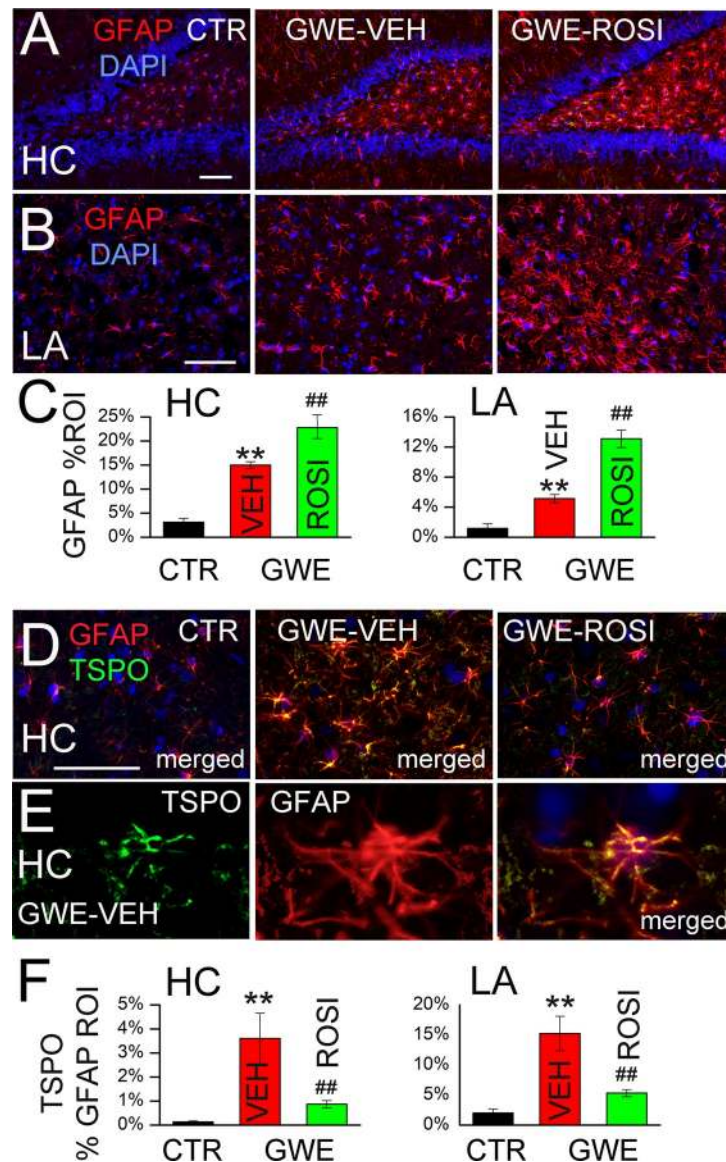 A GFAP CTR GWE-VEH GWE-ROSI
DAPI
HC
B GFAP
DAPI
LA
C HC LA
GFAP %ROI
25%
20%
15%
10%
5%
0%
** VEH
## ROSI
CTR GWE
16%
12%
8%
4%
0%
VEH **
## ROSI
CTR GWE
D GFAP CTR GWE-VEH GWE-ROSI
TSPO
HC merged merged merged
E TSPO GFAP
HC
GWE-VEH merged
F HC LA
TSPO
% GFAP ROI
5%
4%
3%
2%
1%
0%
** VEH
ROSI ##
CTR GWE
20%
15%
10%
5%
0%
** VEH
ROSI ##
CTR GWE